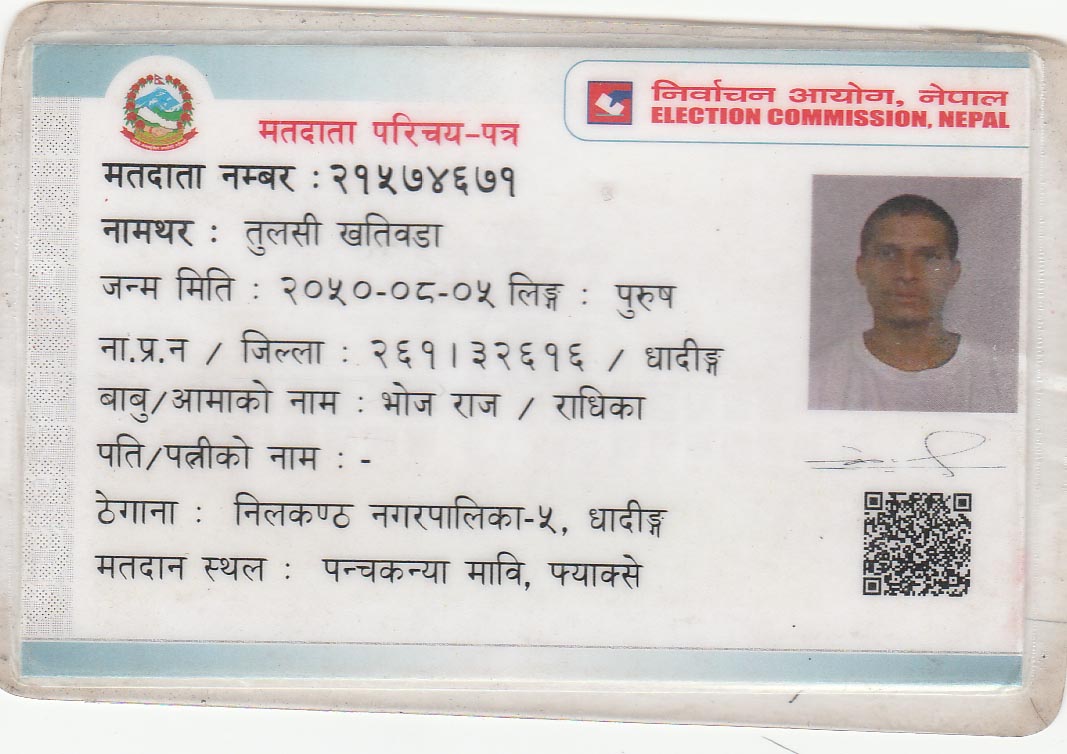 निर्वाचन आयोग, नेपाल
ELECTION COMMISSION, NEPAL
मतदाता परिचय-पत्र
मतदाता नम्बर : २१५७४६७१
नामथर : तुलसी खतिवडा
जन्म मिति : २०५०-०८-०५ लिङ्ग : पुरुष
ना.प्र.न / जिल्ला : २६१।३२६१६ / धादीङ्ग
बाबु/आमाको नाम : भोज राज / राधिका
पति/पत्नीको नाम : -
ठेगाना : निलकण्ठ नगरपालिका-५, धादीङ्ग
मतदान स्थल : पन्चकन्या मावि, फ्याक्से